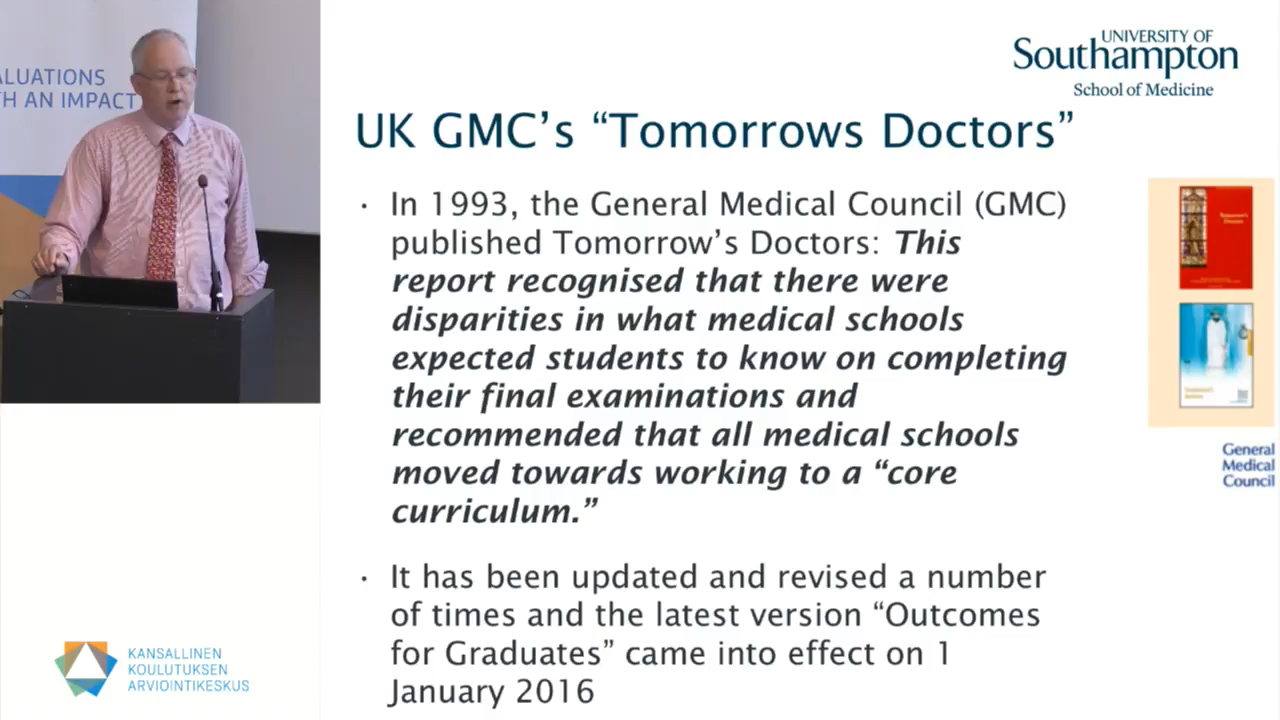 ALUATIONS
TH AN IMPACT
UNIVERSITY OF
Southampton
School of Medicine
UK GMC’s “Tomorrows Doctors”
· In 1993, the General Medical Council (GMC)
published Tomorrow’s Doctors: This
report recognised that there were
disparities in what medical schools
expected students to know on completing
their final examinations and
recommended that all medical schools
moved towards working to a “core
curriculum.”
· It has been updated and revised a number
of times and the latest version “Outcomes
for Graduates” came into effect on 1
January 2016
General
Medical
Council
KANSALLINEN
KOULUTUKSEN
ARVIOINTIKESKUS